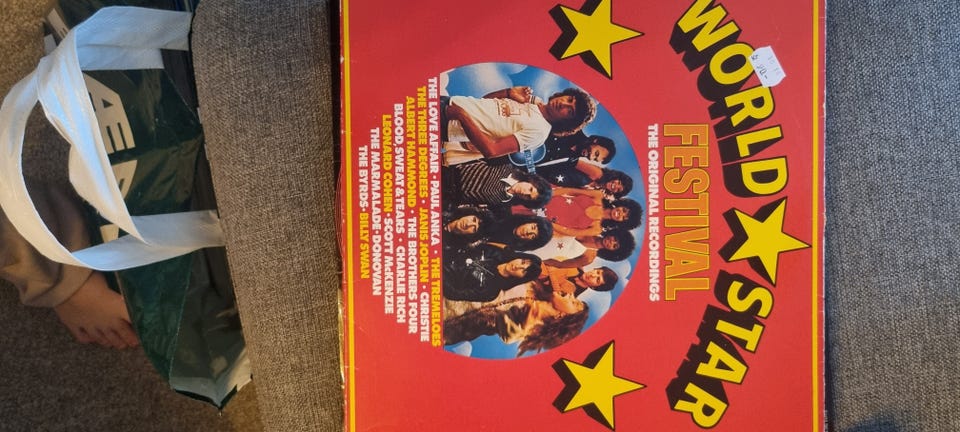 WORLD★STAR
FESTIVAL
THE ORIGINAL RECORDINGS
THE LOVE AFFAIR • PAUL ANKA • THE TREMELOES
THE THREE DEGREES • JANIS JOPLIN • CHRISTIE
ALBERT HAMMOND • THE BROTHERS FOUR
BLOOD, SWEAT & TEARS • CHARLIE RICH
LEONARD COHEN • SCOTT McKENZIE
THE MARMALADE • DONOVAN
THE BYRDS • BILLY SWAN